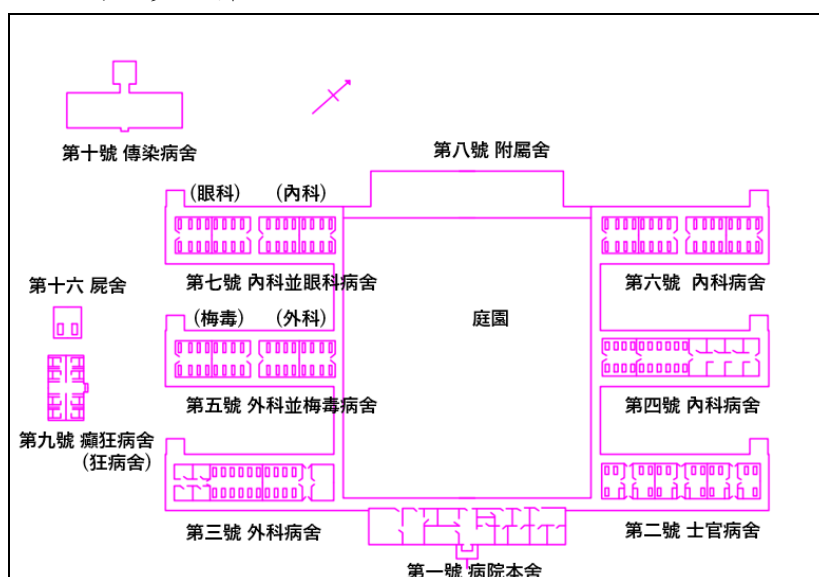 第十號 傳染病舍
第八號 附屬舍
(眼科)
(內科)
第七號 內科並眼科病舍
第六號 內科病舍
第十六 屍舍
(梅毒)
(外科)
庭園
第五號 外科並梅毒病舍
第四號 內科病舍
第九號 癲狂病舍
(狂病舍)
第三號 外科病舍
第二號 士官病舍
第一號 病院本舍